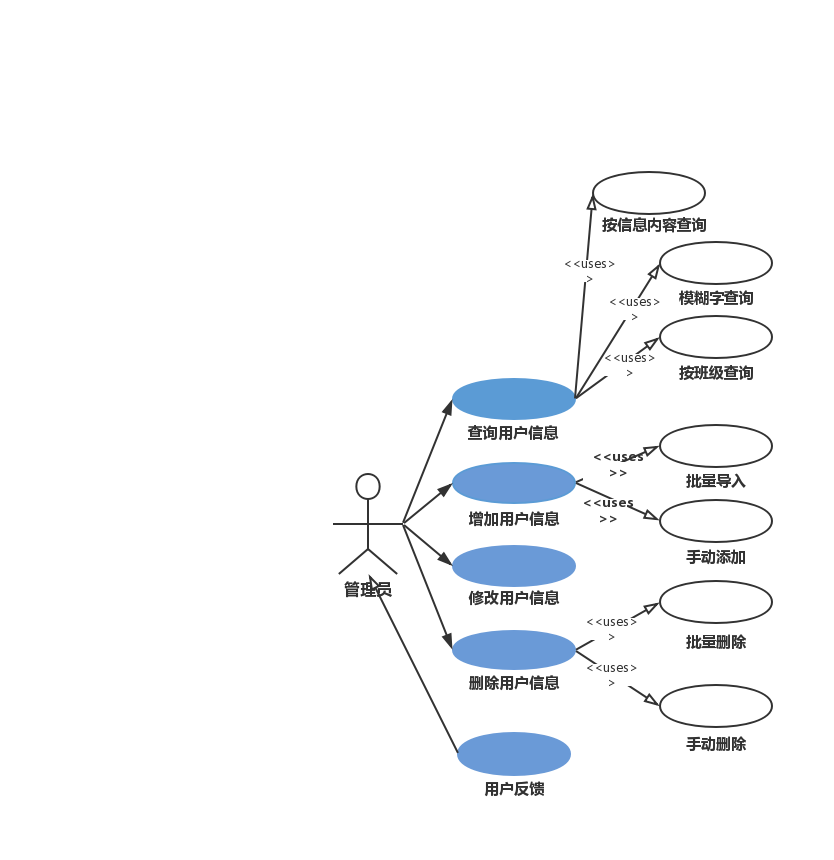 按信息内容查询
<<uses>
>
模糊字查询
<<uses>
>
按班级查询
<<uses>
>
查询用户信息
批量导入
<<uses
>>
增加用户信息
手动添加
<<uses
>>
管理员
修改用户信息
批量删除
<<uses>
>
删除用户信息
<<uses>
>
手动删除
用户反馈